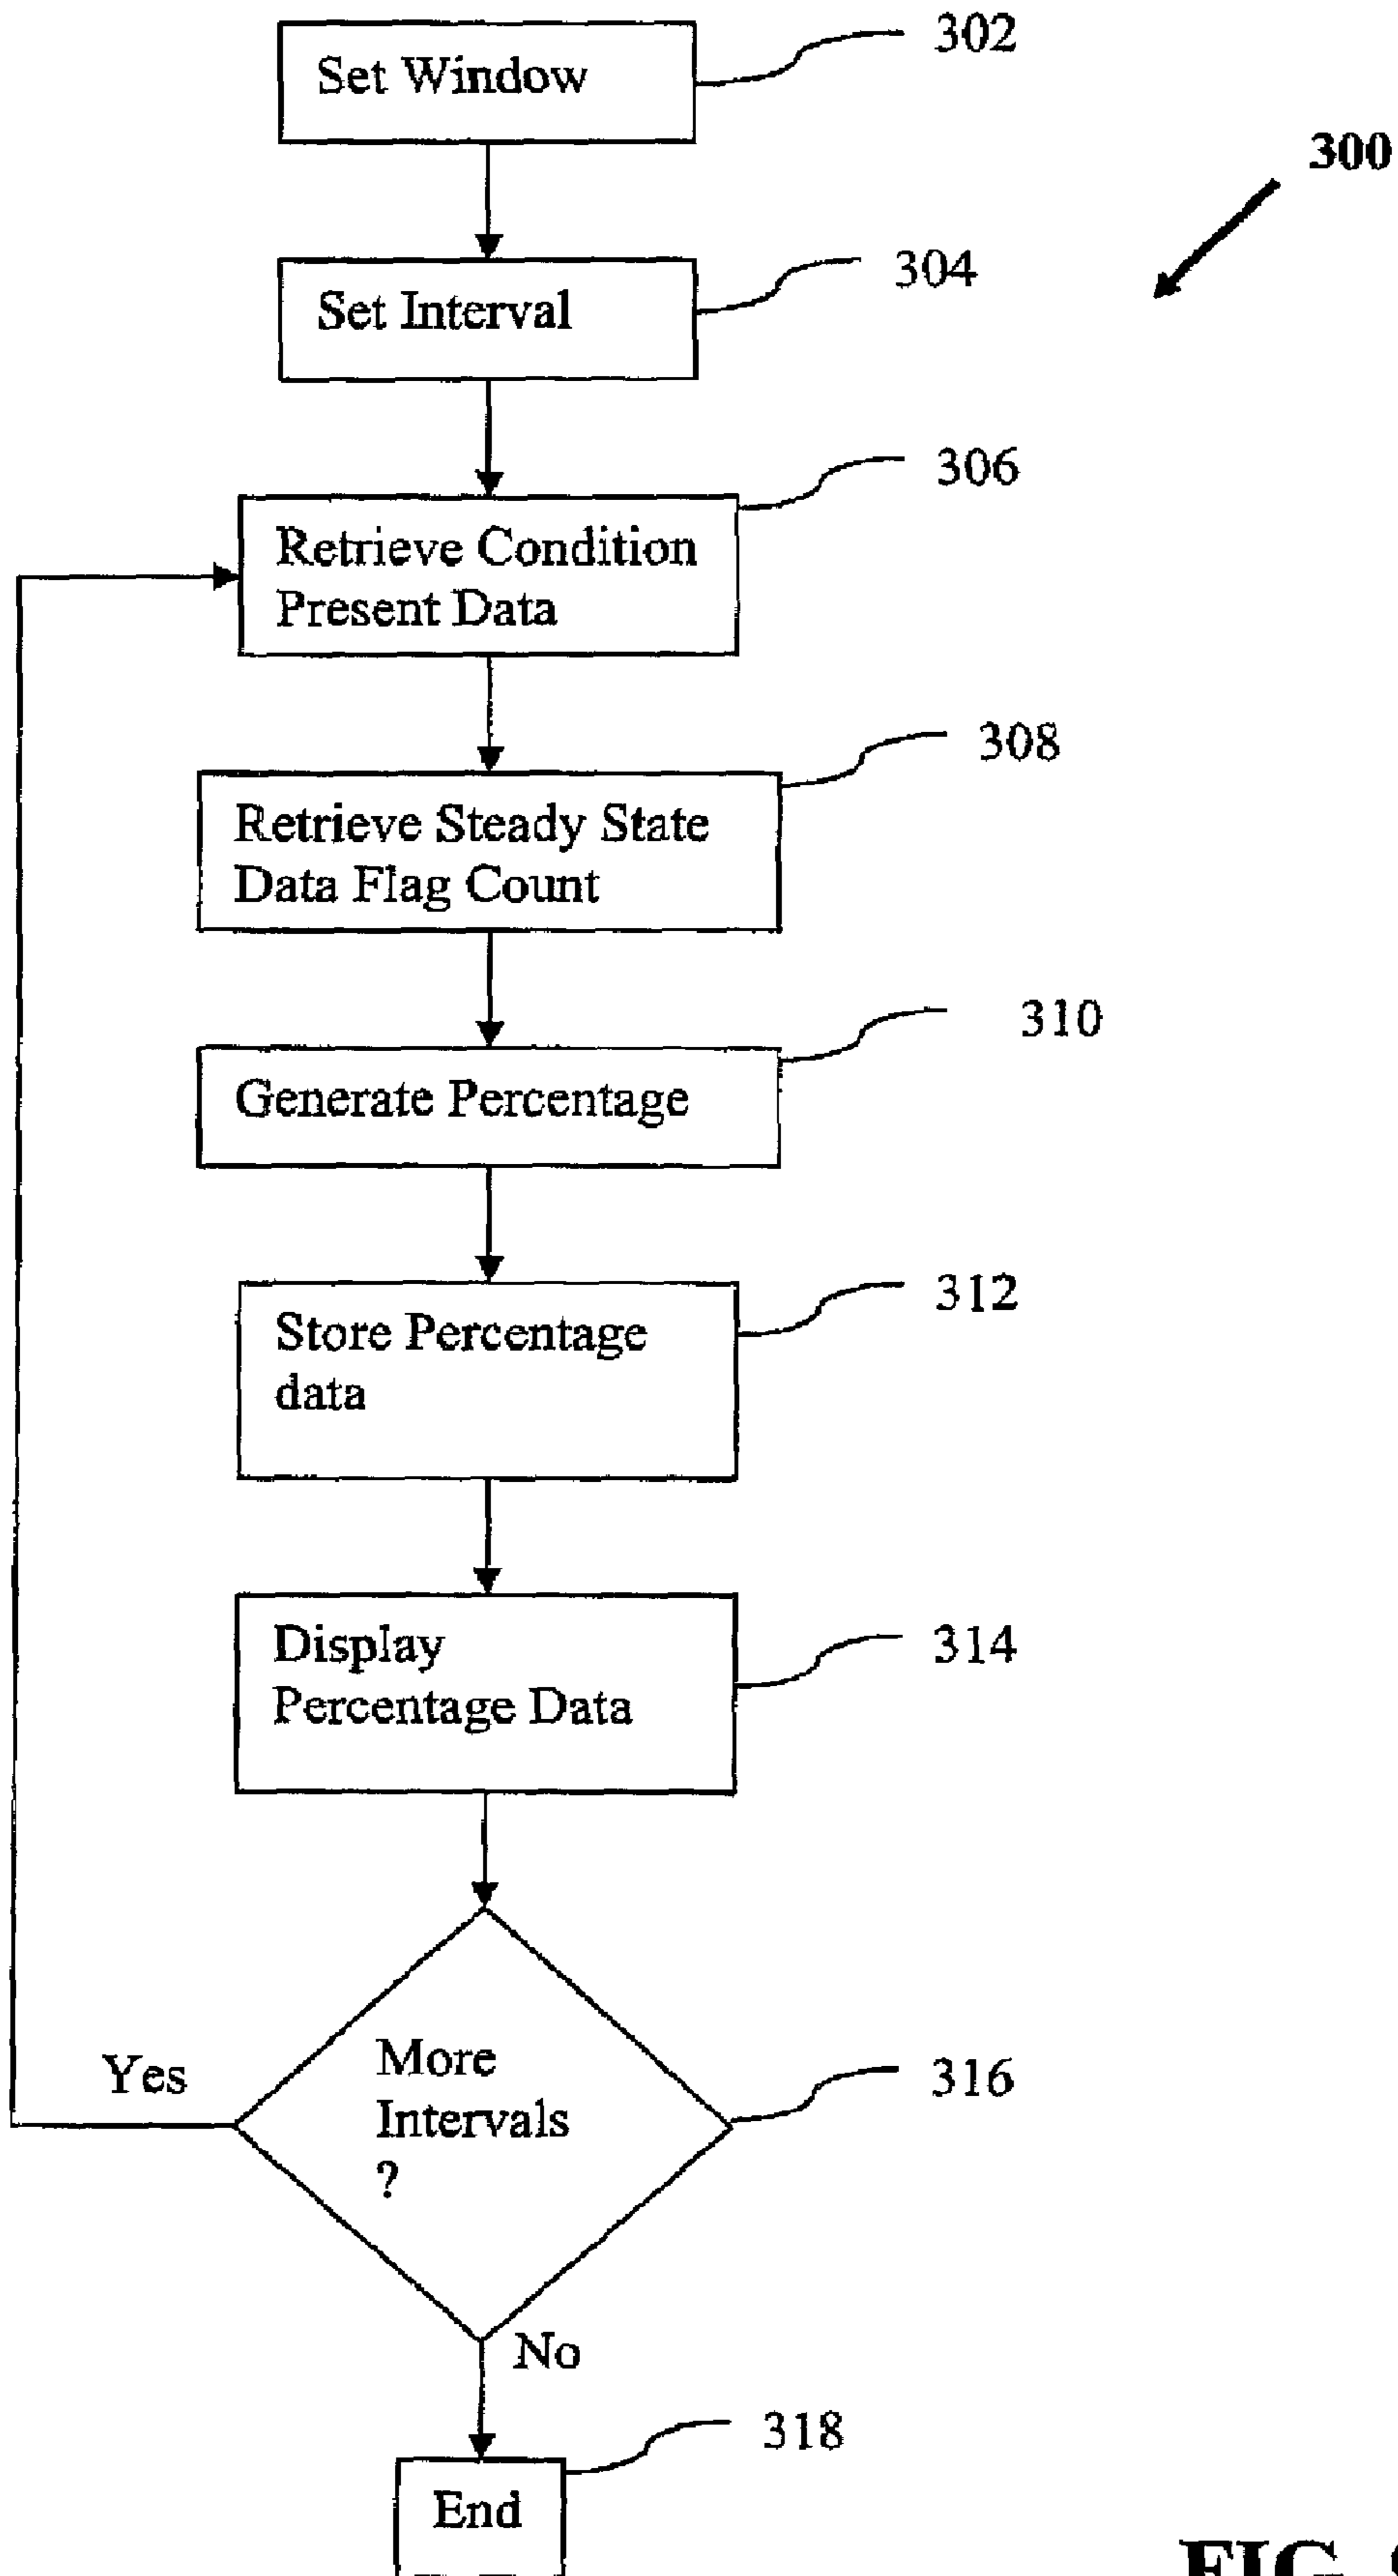 Set Window
302
300
Set Interval
304
306
Retrieve Condition
Present Data
308
Retrieve Steady State
Data Flag Count
310
Generate Percentage
312
Store Percentage
data
314
Display
Percentage Data
More
Intervals
?
316
Yes
No
318
End
FIG